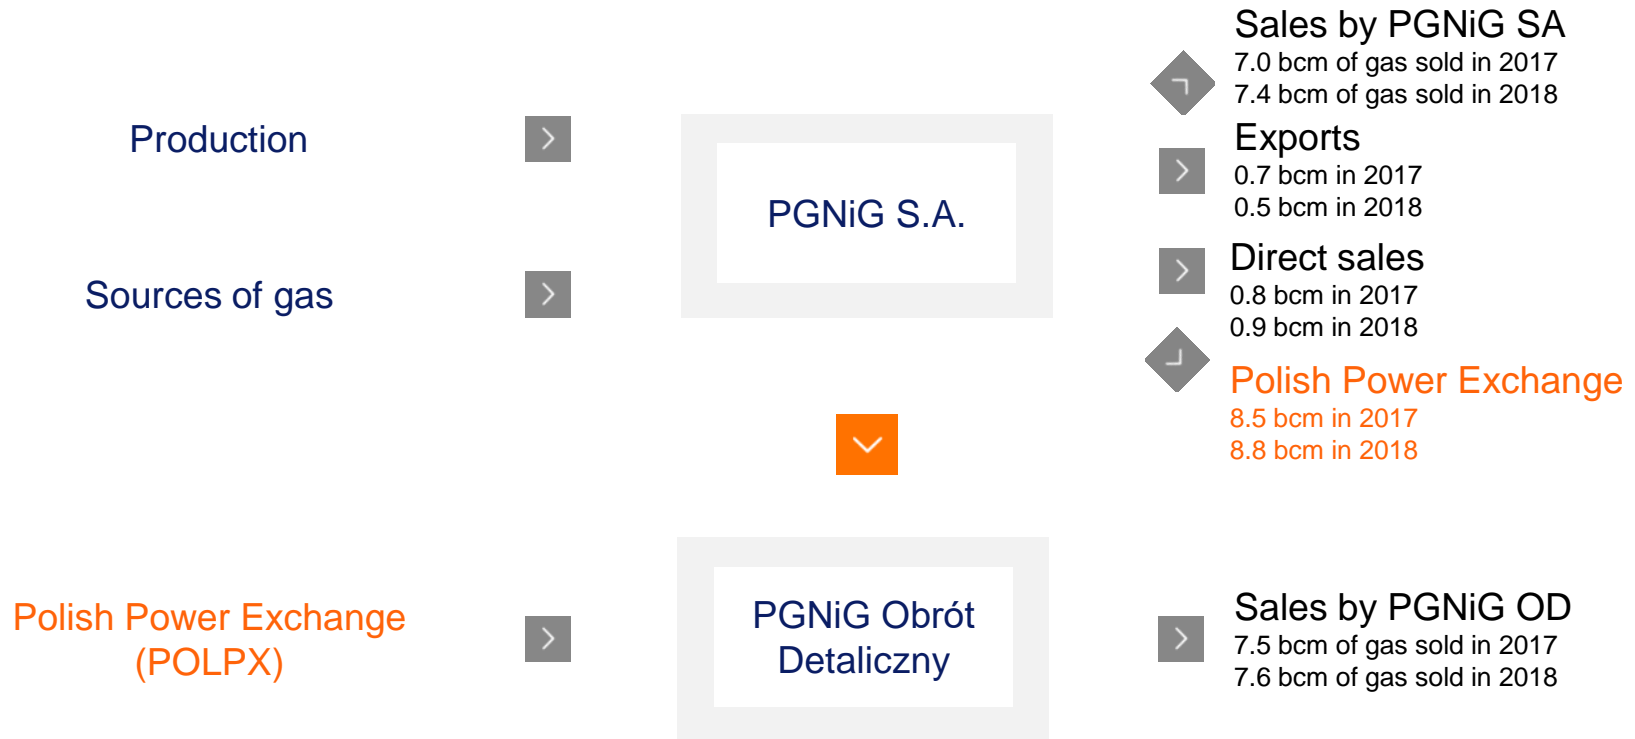 Sales by PGNiG SA
7.0 bcm of gas sold in 2017
7.4 bcm of gas sold in 2018
Production
Exports
0.7 bcm in 2017
0.5 bcm in 2018
PGNiG S.A.
Sources of gas
Direct sales
0.8 bcm in 2017
0.9 bcm in 2018
Polish Power Exchange
8.5 bcm in 2017
8.8 bcm in 2018
Polish Power Exchange
(POLPX)
PGNiG Obrót
Detaliczny
Sales by PGNiG OD
7.5 bcm of gas sold in 2017
7.6 bcm of gas sold in 2018